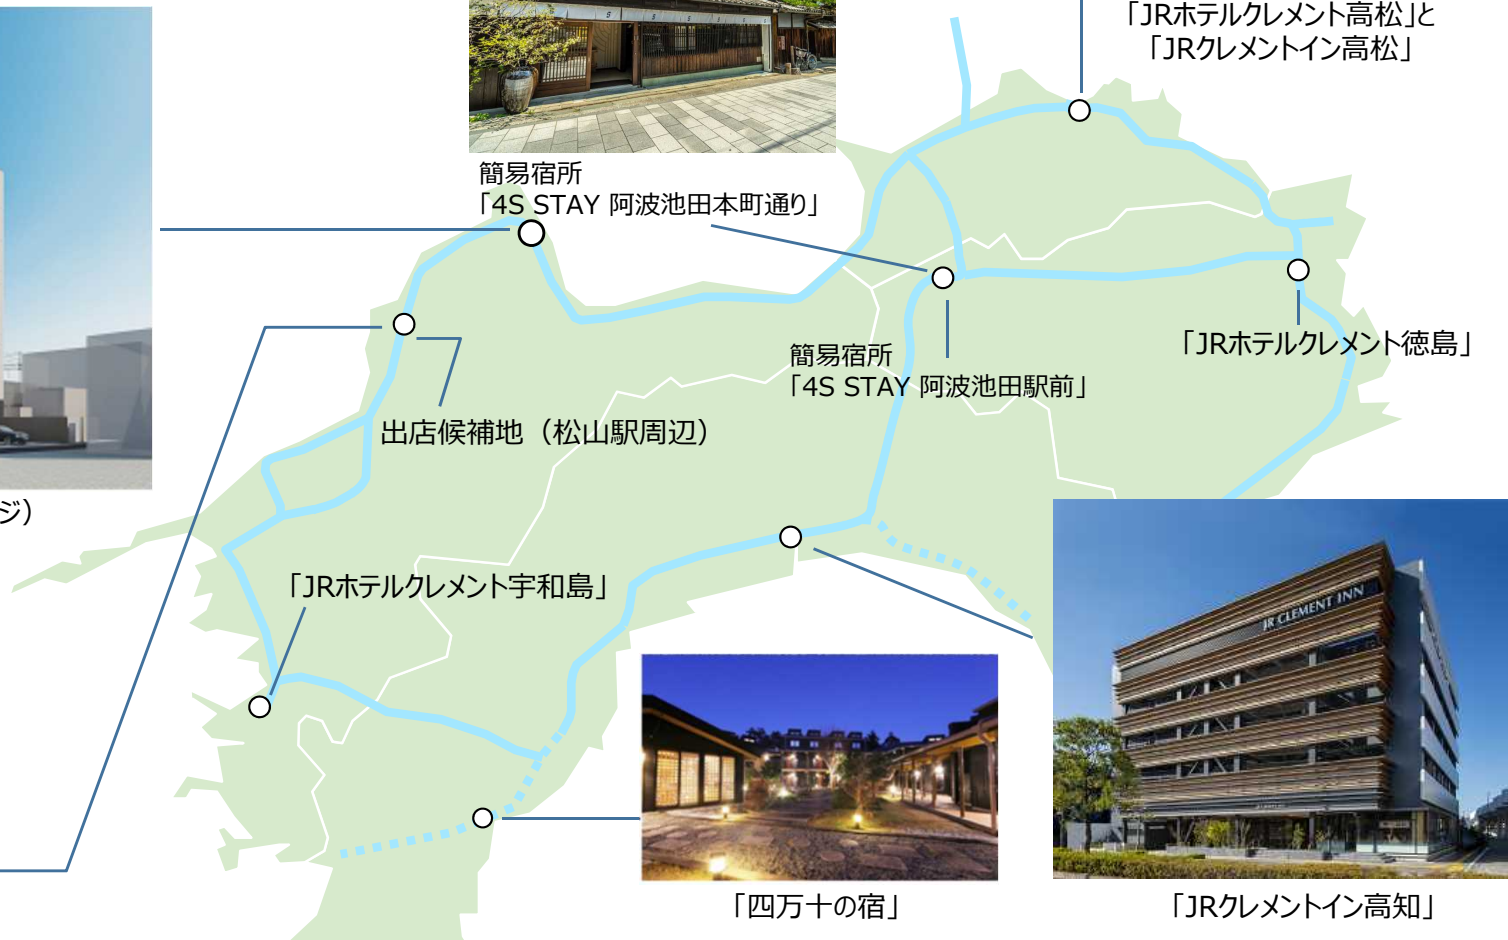 「JRホテルクレメント高松」と
「JRクレメントイン高松」
簡易宿所
「4S STAY 阿波池田本町通り」
「JRホテルクレメント徳島」
簡易宿所
「4S STAY 阿波池田駅前」
出店候補地（松山駅周辺）
ジ）
「JRホテルクレメント宇和島」
JR CLEMENT INN
「四万十の宿」
「JRクレメントイン高知」